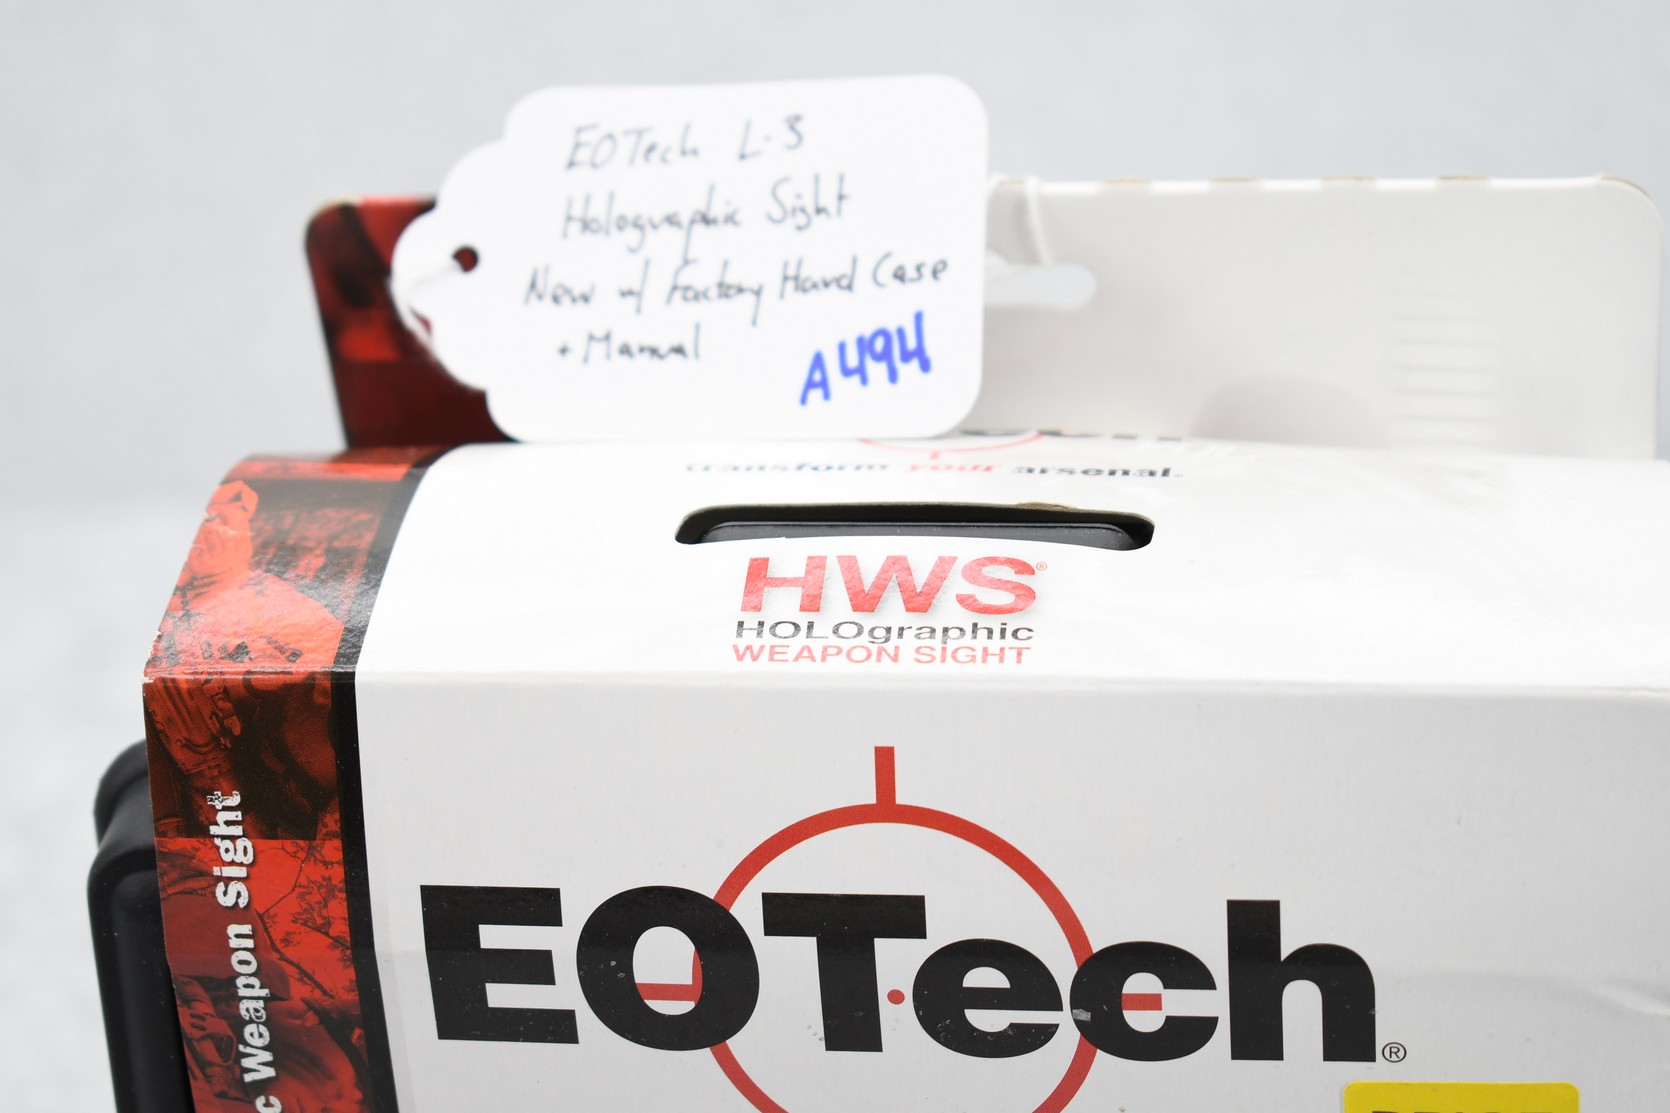 EOTech L-3
Holographic Sight
New w/ Factory Hard Case
+ Manual
A494
transform your arsenal.
HWS®
HOLOgraphic
WEAPON SIGHT
EOTech®
c Weapon Sight